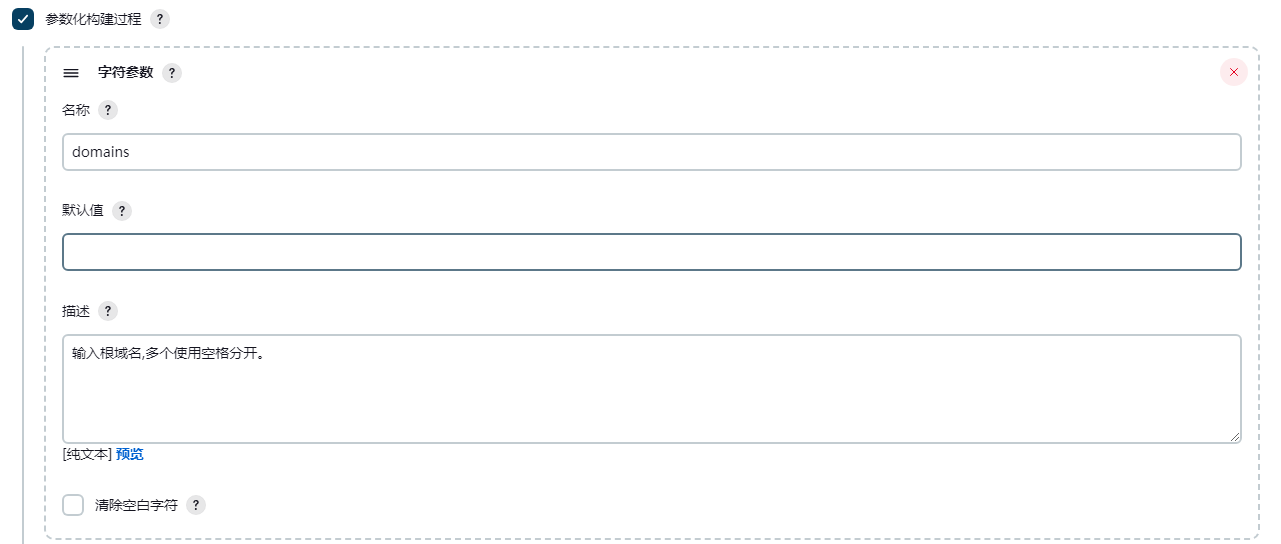 参数化构建过程 ?
字符参数 ?
名称 ?
domains
默认值 ?
描述 ?
输入根域名,多个使用空格分开。
[纯文本] 预览
清除空白字符 ?